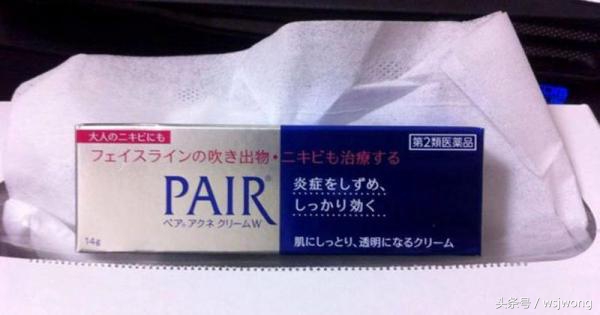 大人のニキビにも
フェイスラインの吹き出物・ニキビも治療する
第2類医薬品
PAIR®
ペア®アクネ クリームW
14g
炎症をしずめ、
しっかり効く
肌にしっとり、透明になるクリーム
头条号 / wsjwong